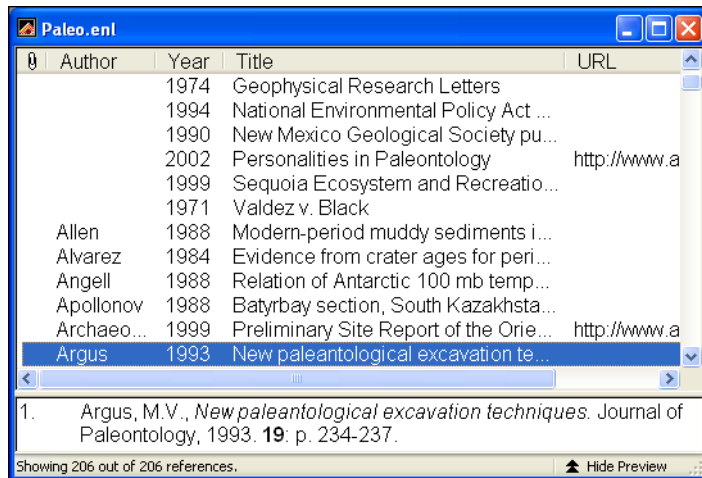 Paleo.enl
Author Year Title URL
1974 Geophysical Research Letters
1994 National Environmental Policy Act ...
1990 New Mexico Geological Society pu...
2002 Personalities in Paleontology http://www.a
1999 Sequoia Ecosystem and Recreatio...
1971 Valdez v. Black
Allen 1988 Modern-period muddy sediments i...
Alvarez 1984 Evidence from crater ages for peri...
Angell 1988 Relation of Antarctic 100 mb temp...
Apollonov 1988 Batyrbay section, South Kazakhsta...
Archaeo... 1999 Preliminary Site Report of the Orie... http://www.a
Argus 1993 New paleantological excavation te...
1. Argus, M.V., New paleantological excavation techniques. Journal of
Paleontology, 1993. 19: p. 234-237.
Showing 206 out of 206 references. Hide Preview